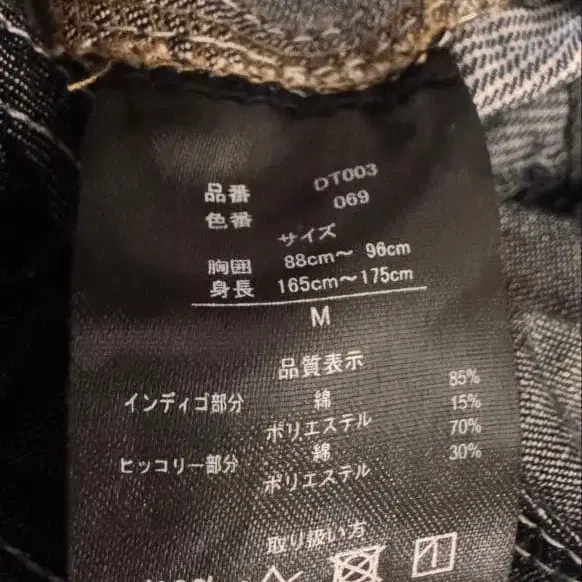 品番 DT003
色番 069
サイズ
胸囲 88cm～ 96cm
身長 165cm～175cm
M
品質表示
インディゴ部分 綿 85%
ポリエステル 15%
ヒッコリー部分 綿 70%
ポリエステル 30%
取り扱い方
1